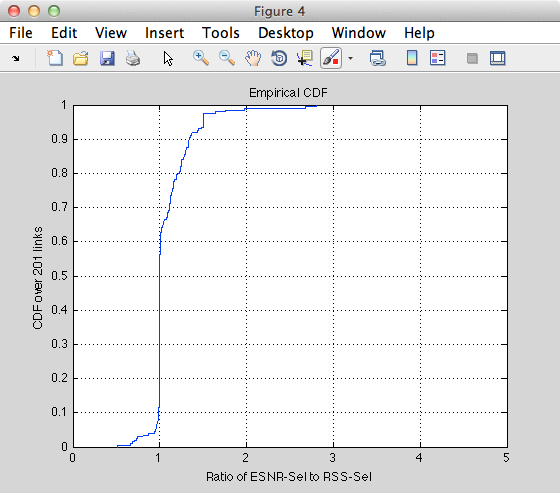 Figure 4
File Edit View Insert Tools Desktop Window Help
Empirical CDF
1
0.9
0.8
0.7
0.6
0.5
0.4
0.3
0.2
0.1
0
CDF over 201 links
0 1 2 3 4 5
Ratio of ESNR-Sel to RSS-Sel